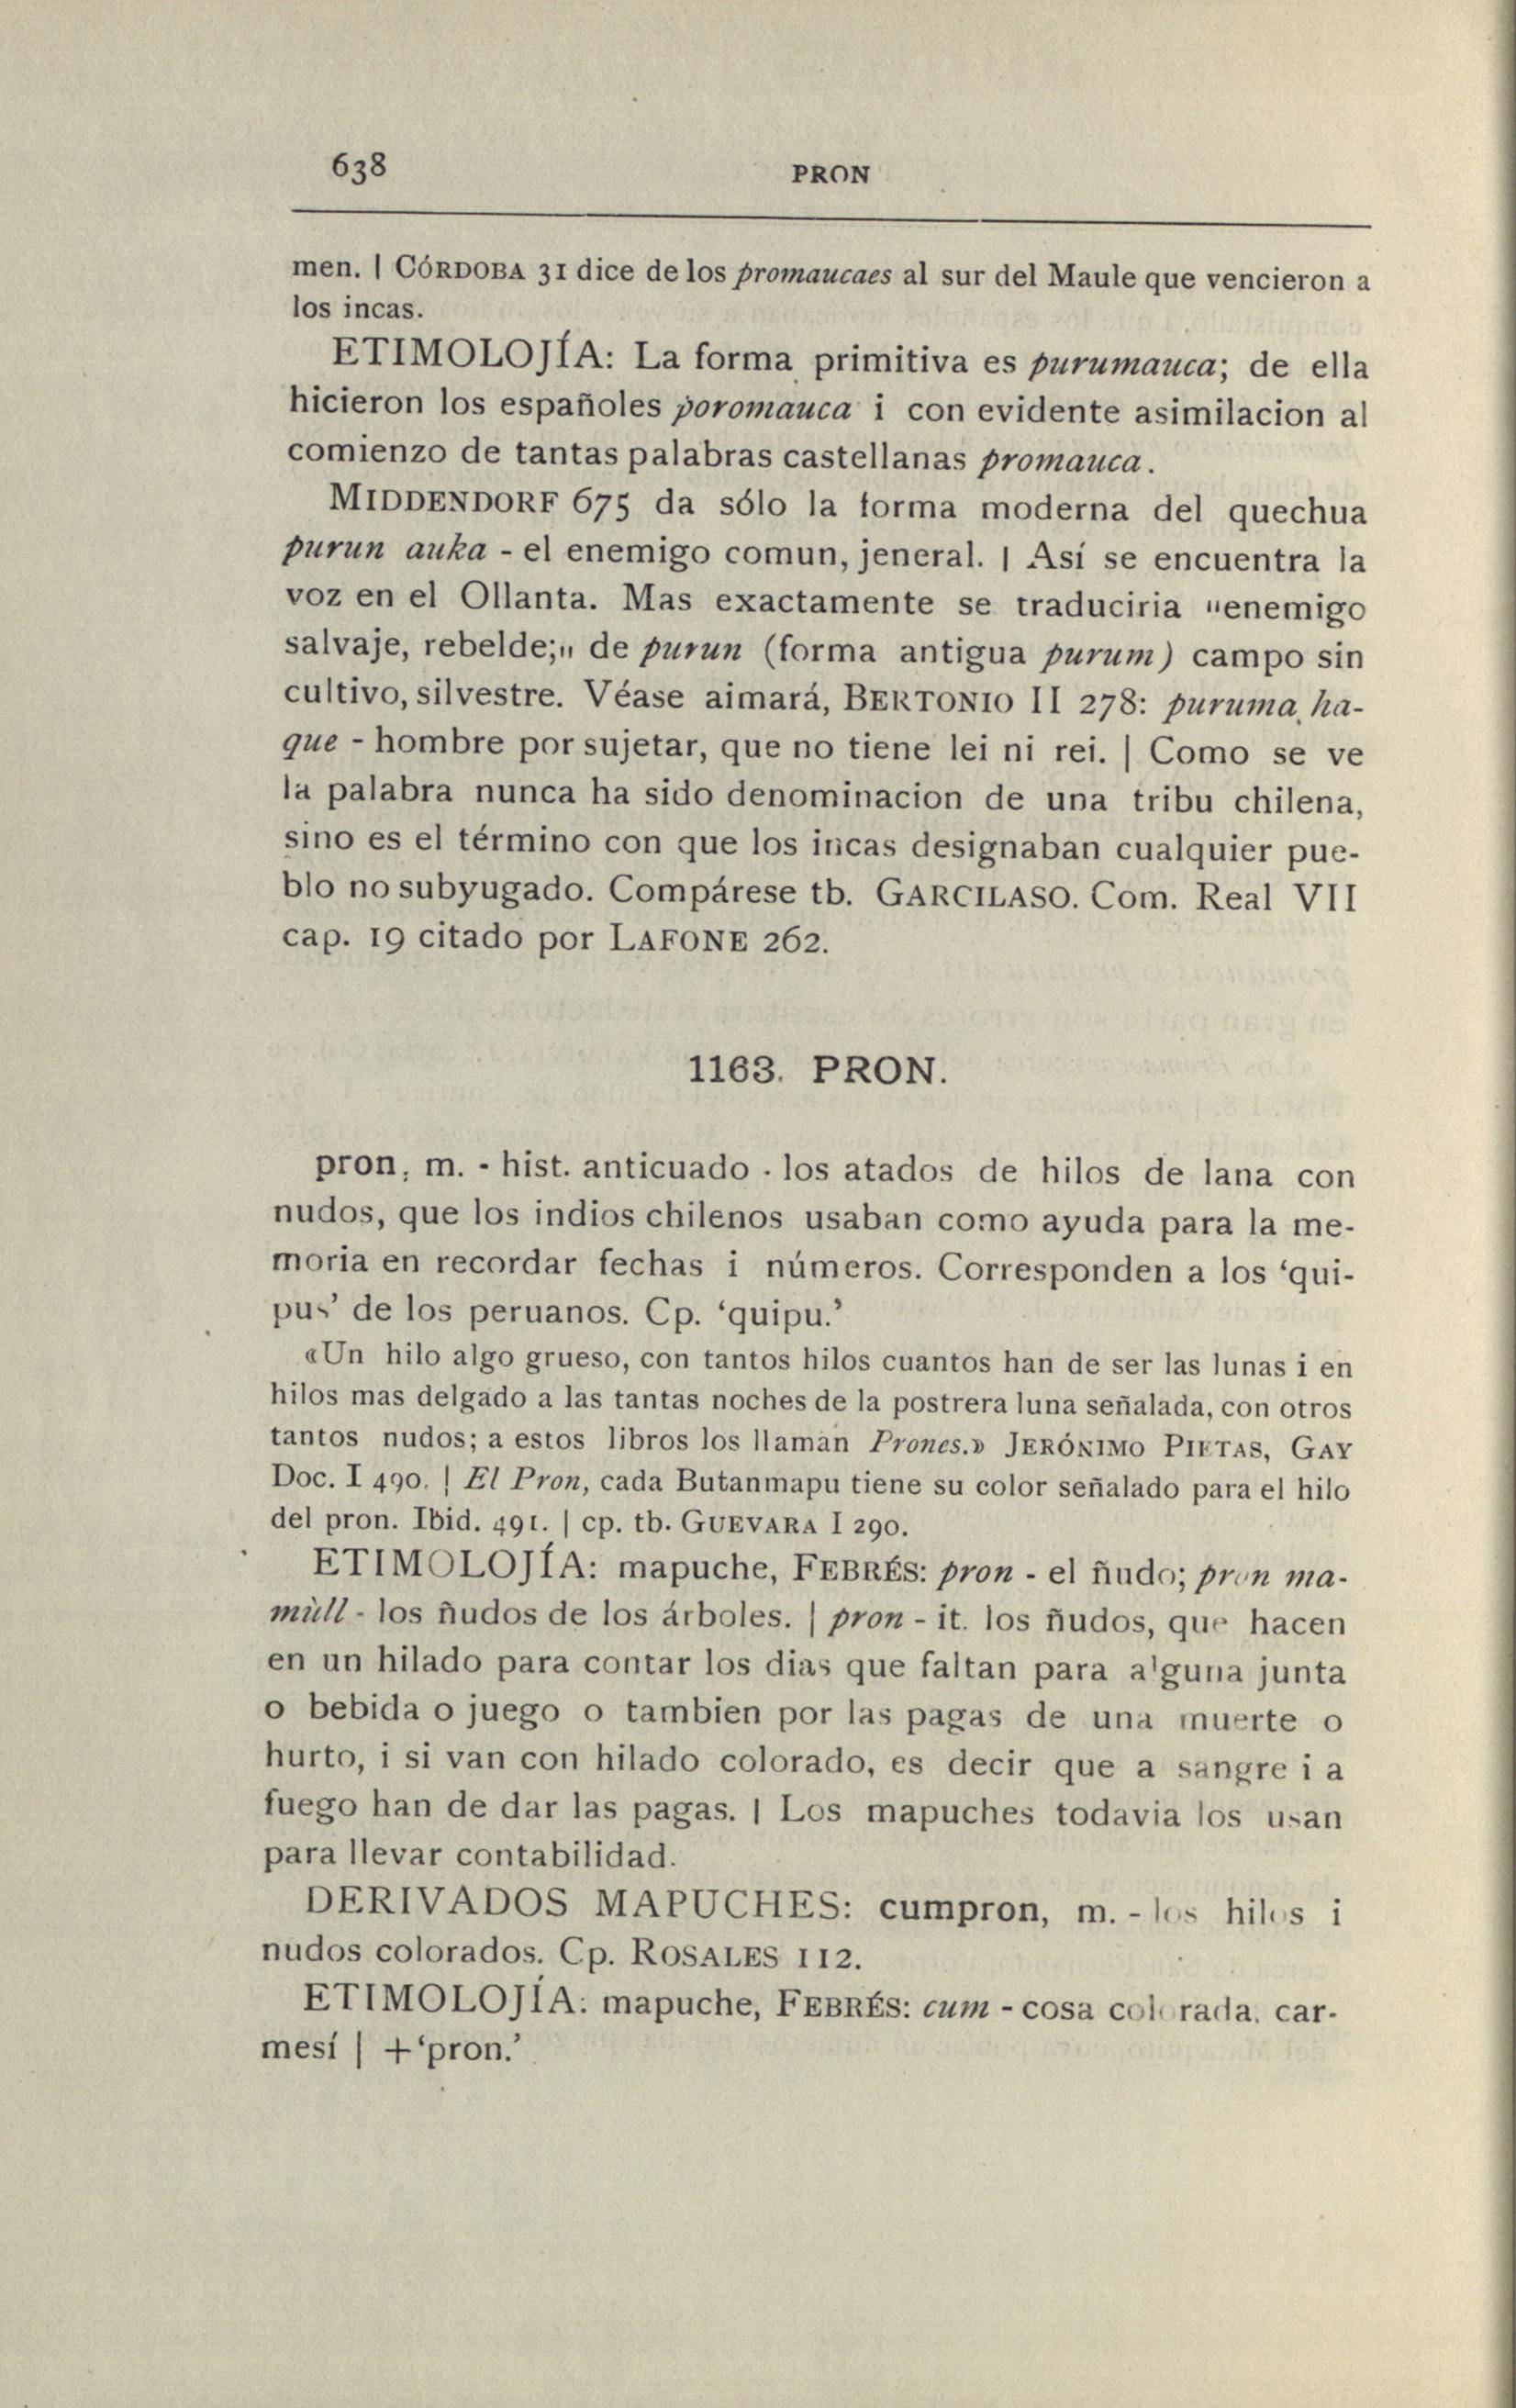 638
PRON
men. | CÓRDOBA 31 dice de los promaucaes al sur del Maule que vencieron a
los incas.
ETIMOLOJÍA: La forma primitiva es purumauca; de ella
hicieron los españoles poromauca i con evidente asimilacion al
comienzo de tantas palabras castellanas promauca.
MIDDENDORF 675 da sólo la forma moderna del quechua
purun auka - el enemigo comun, jeneral. | Así se encuentra la
voz en el Ollanta. Mas exactamente se traduciria "enemigo
salvaje, rebelde;" de purun (forma antigua purum) campo sin
cultivo, silvestre. Véase aimará, BERTONIO II 278: puruma ha-
que - hombre por sujetar, que no tiene lei ni rei. | Como se ve
la palabra nunca ha sido denominacion de una tribu chilena,
sino es el término con que los incas designaban cualquier pue-
blo no subyugado. Compárese tb. GARCILASO. Com. Real VII
cap. 19 citado por LAFONE 262.
1163. PRON.
pron, m. - hist. anticuado - los atados de hilos de lana con
nudos, que los indios chilenos usaban como ayuda para la me-
moria en recordar fechas i números. Corresponden a los ‘qui-
pus’ de los peruanos. Cp. ‘quipu.’
«Un hilo algo grueso, con tantos hilos cuantos han de ser las lunas i en
hilos mas delgado a las tantas noches de la postrera luna señalada, con otros
tantos nudos; a estos libros los llaman Prones.» JERÓNIMO PIETAS, GAY
Doc. I 490. | El Pron, cada Butanmapu tiene su color señalado para el hilo
del pron. Ibid. 491. | cp. tb. GUEVARA I 290.
ETIMOLOJÍA: mapuche, FEBRÉS: pron - el ñudo; pron ma-
mùll - los ñudos de los árboles. | pron - it. los ñudos, que hacen
en un hilado para contar los dias que faltan para alguna junta
o bebida o juego o tambien por las pagas de una muerte o
hurto, i si van con hilado colorado, es decir que a sangre i a
fuego han de dar las pagas. | Los mapuches todavia los usan
para llevar contabilidad.
DERIVADOS MAPUCHES: cumpron, m. - los hilos i
nudos colorados. Cp. ROSALES 112.
ETIMOLOJÍA: mapuche, FEBRÉS: cum - cosa colorada, car-
mesí | +‘pron.’